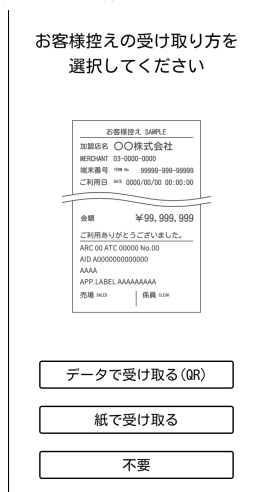 お客様控えの受け取り方を
選択してください
お客様控え SAMPLE
加盟店名 〇〇株式会社
MERCHANT 03-0000-0000
端末番号 TERM No 99999-999-99999
ご利用日 DATE 0000/00/00 00:00:00
金額 ￥99,999,999
ご利用ありがとうございました。
ARC 00 ATC 00000 No.00
AID A0000000000000
AAAA
APP.LABEL AAAAAAAAA
売場 SALES 係員 CLERK
データで受け取る(QR)
紙で受け取る
不要